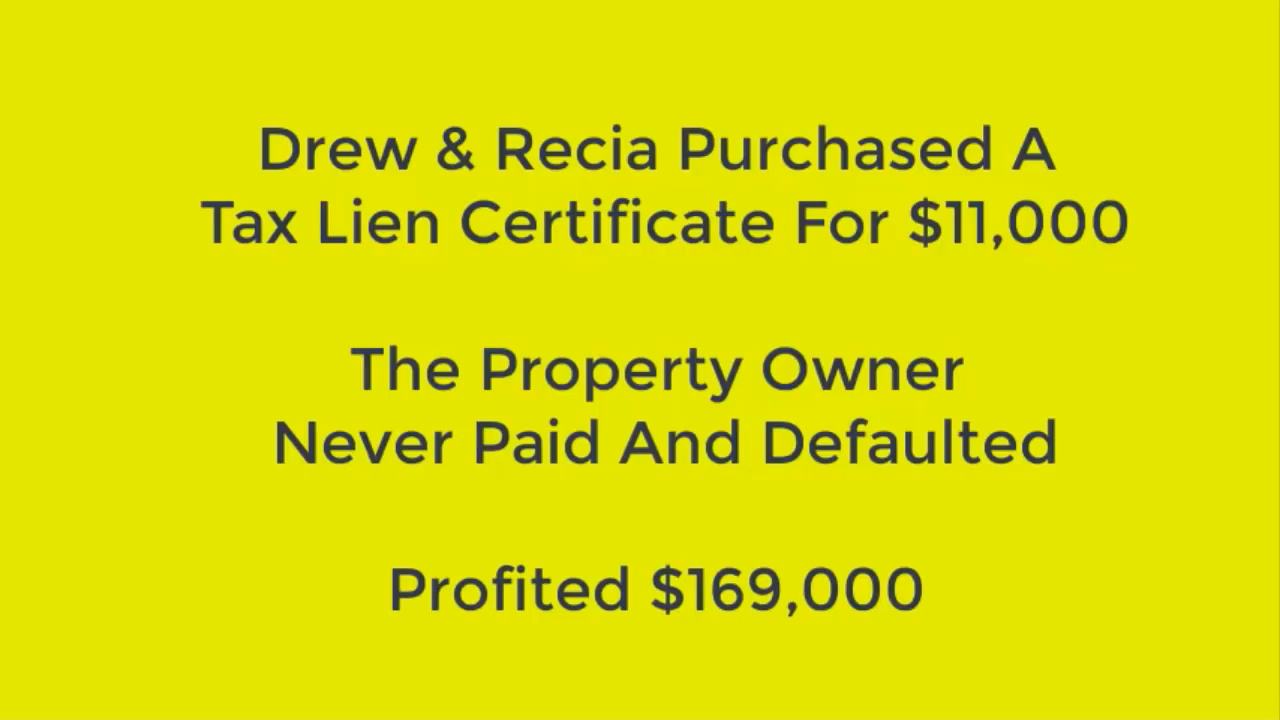 Drew & Recia Purchased A
Tax Lien Certificate For $11,000
The Property Owner
Never Paid And Defaulted
Profited $169,000